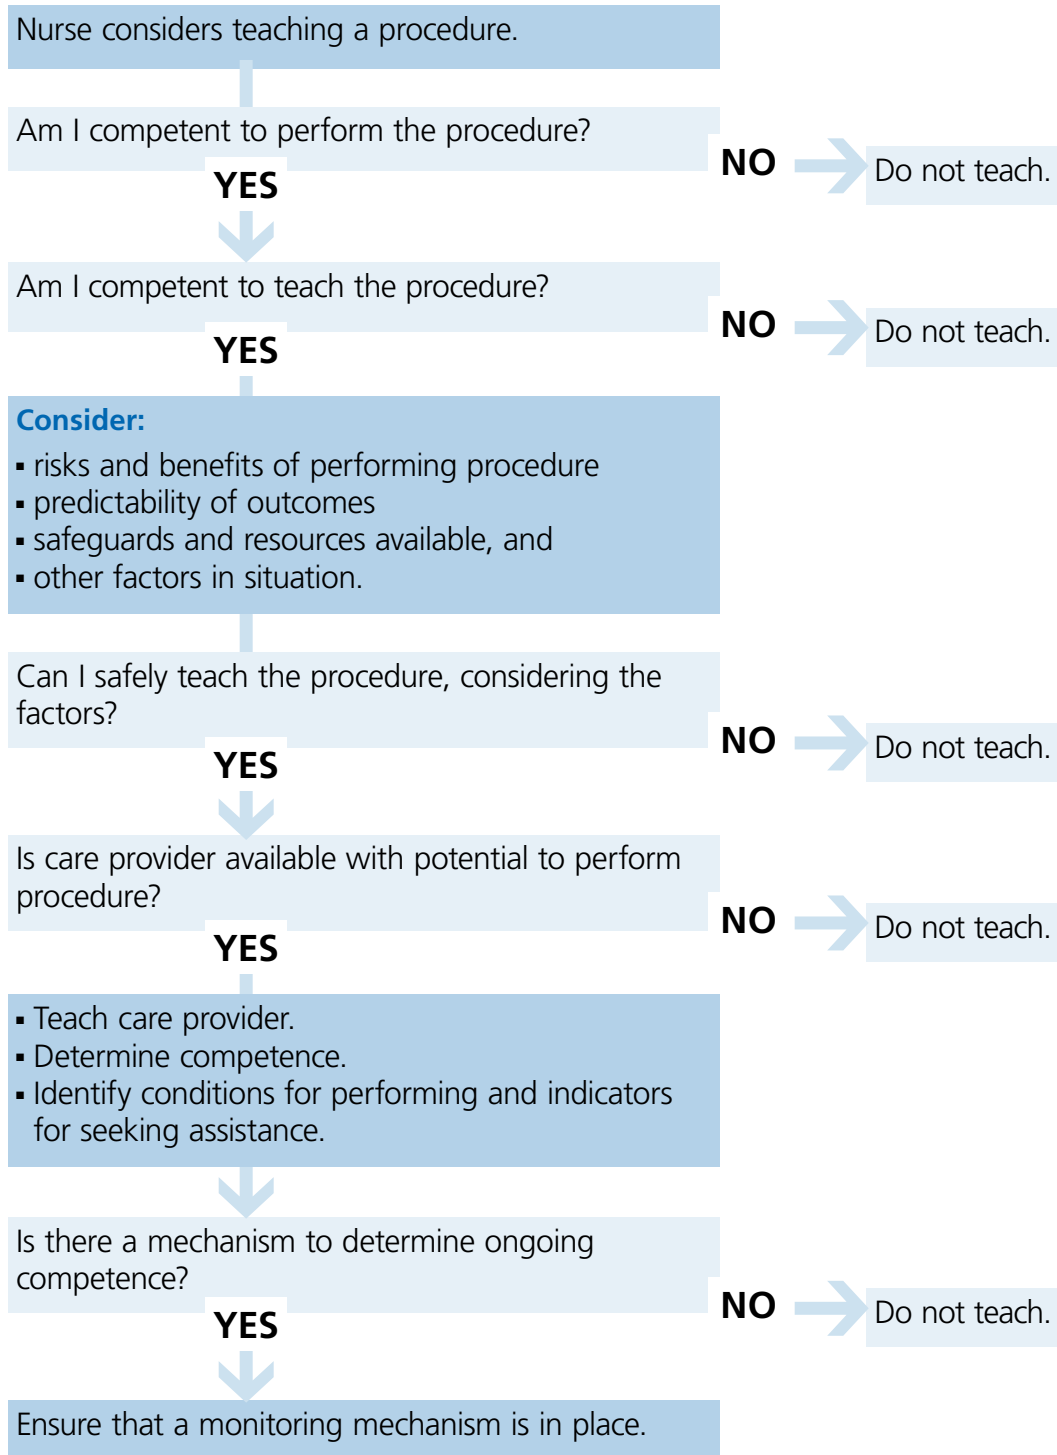 Nurse considers teaching a procedure.
Am I competent to perform the procedure?
NO
Do not teach.
YES
Am I competent to teach the procedure?
NO
Do not teach.
YES
Consider:
▪ risks and benefits of performing procedure
▪ predictability of outcomes
▪ safeguards and resources available, and
▪ other factors in situation.
Can I safely teach the procedure, considering the
factors?
NO
Do not teach.
YES
Is care provider available with potential to perform
procedure?
NO
Do not teach.
YES
▪ Teach care provider.
▪ Determine competence.
▪ Identify conditions for performing and indicators
for seeking assistance.
Is there a mechanism to determine ongoing
competence?
NO
Do not teach.
YES
Ensure that a monitoring mechanism is in place.